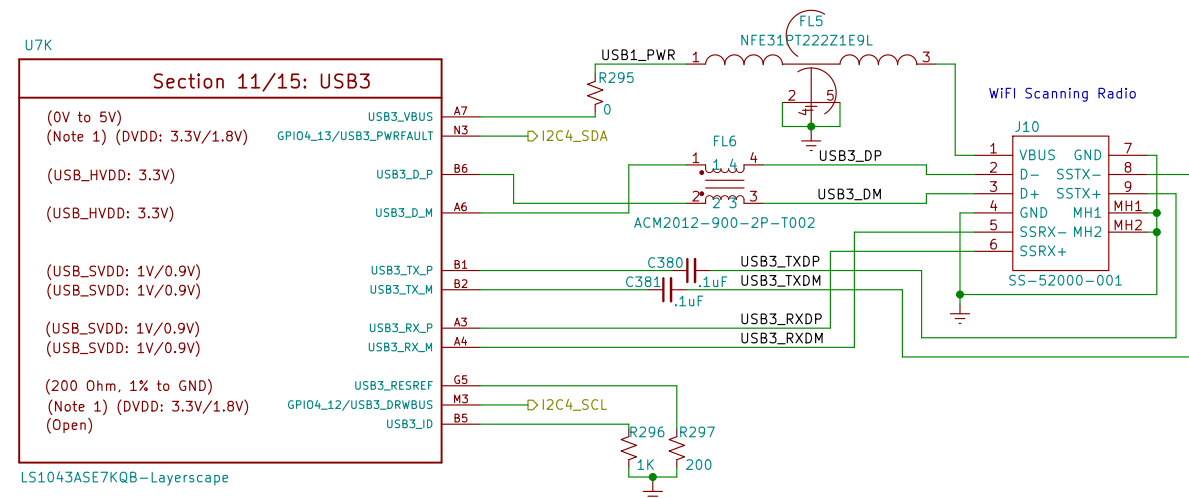 FL5
NFE31PT222Z1E9L
U7K
USB1_PWR
1
3
Section 11/15: USB3
R295
0
2
5
4
WiFI Scanning Radio
(0V to 5V)
USB3_VBUS
A7
(Note 1) (DVDD: 3.3V/1.8V)
GPIO4_13/USB3_PWRFAULT
N3
I2C4_SDA
J10
FL6
1
4
1 4
USB3_DP
2
3
2 3
USB3_DM
ACM2012-900-2P-T002
(USB_HVDD: 3.3V)
USB3_D_P
B6
(USB_HVDD: 3.3V)
USB3_D_M
A6
1 VBUS GND 7
2 D- SSTX- 8
3 D+ SSTX+ 9
4 GND MH1 MH1
5 SSRX- MH2 MH2
6 SSRX+
SS-52000-001
(USB_SVDD: 1V/0.9V)
USB3_TX_P
B1
C380
.1uF
USB3_TXDP
(USB_SVDD: 1V/0.9V)
USB3_TX_M
B2
C381
.1uF
USB3_TXDM
(USB_SVDD: 1V/0.9V)
USB3_RX_P
A3
USB3_RXDP
(USB_SVDD: 1V/0.9V)
USB3_RX_M
A4
USB3_RXDM
(200 Ohm, 1% to GND)
USB3_RESREF
G5
(Note 1) (DVDD: 3.3V/1.8V)
GPIO4_12/USB3_DRWBUS
M3
I2C4_SCL
(Open)
USB3_ID
B5
R296
1K
R297
200
LS1043ASE7KQB-Layerscape